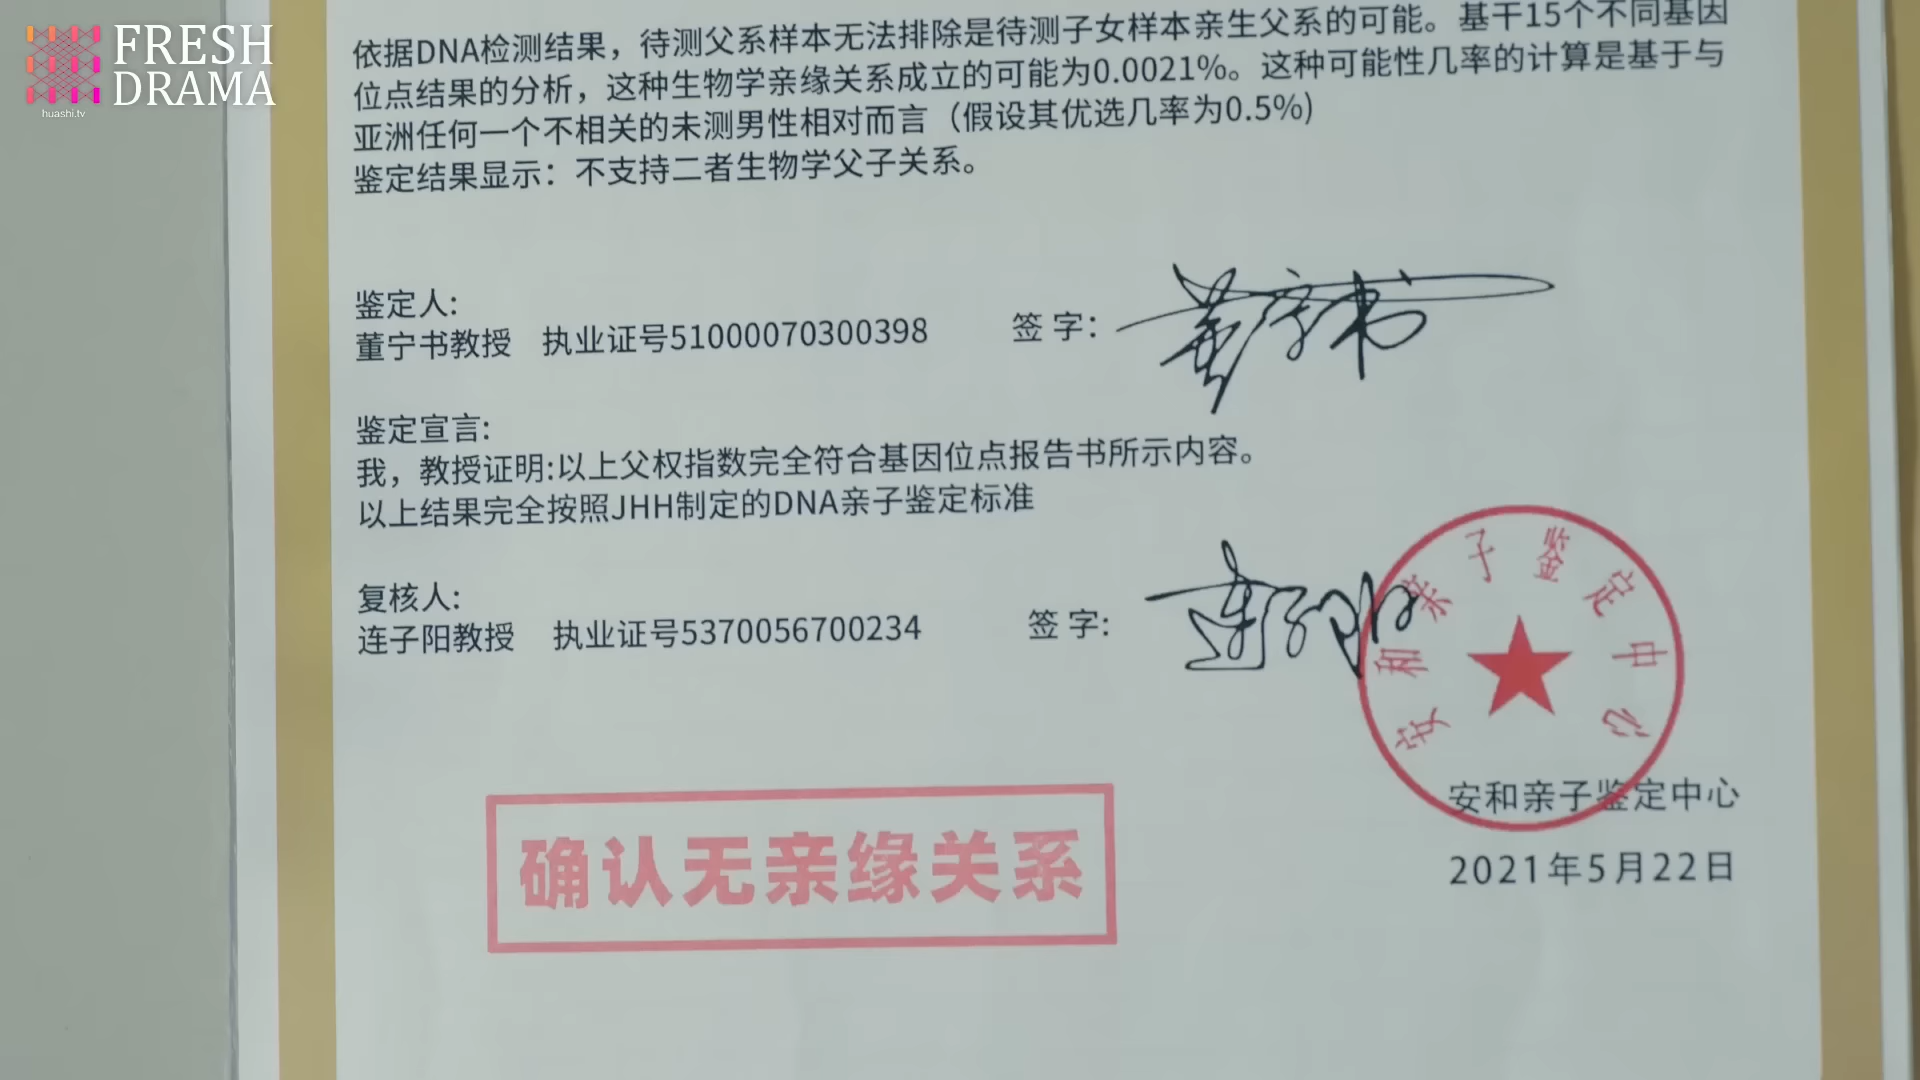 FRESH
DRAMA
huashi.tv
依据DNA检测结果，待测父系样本无法排除是待测子女样本亲生父系的可能。基干15个不同基因
位点结果的分析，这种生物学亲缘关系成立的可能为0.0021%。这种可能性几率的计算是基于与
亚洲任何一个不相关的未测男性相对而言（假设其优选几率为0.5%)
鉴定结果显示：不支持二者生物学父子关系。
鉴定人:
董宁书教授 执业证号51000070300398 签 字： 董宁书
鉴定宣言:
我，教授证明:以上父权指数完全符合基因位点报告书所示内容。
以上结果完全按照JHH制定的DNA亲子鉴定标准
复核人:
连子阳教授 执业证号5370056700234 签 字: 连子阳
安和亲子鉴定中心
安和亲子鉴定中心
2021年5月22日
确认无亲缘关系